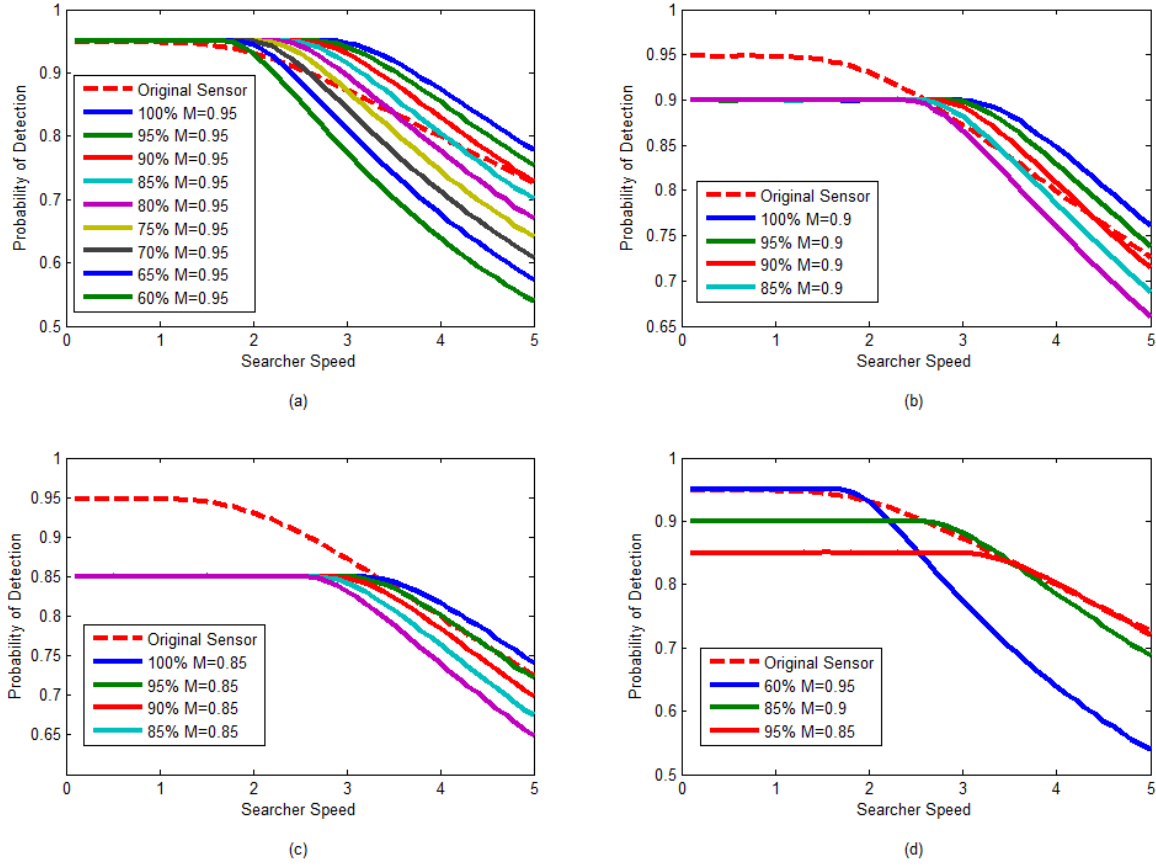 1
0.9
0.8
0.7
0.6
0.5
Probability of Detection
Original Sensor
100% M=0.95
95% M=0.95
90% M=0.95
85% M=0.95
80% M=0.95
75% M=0.95
70% M=0.95
65% M=0.95
60% M=0.95
0 1 2 3 4 5
Searcher Speed
(a)
1
0.95
0.9
0.85
0.8
0.75
0.7
0.65
Probability of Detection
Original Sensor
100% M=0.9
95% M=0.9
90% M=0.9
85% M=0.9
0 1 2 3 4 5
Searcher Speed
(b)
1
0.95
0.9
0.85
0.8
0.75
0.7
0.65
Probability of Detection
Original Sensor
100% M=0.85
95% M=0.85
90% M=0.85
85% M=0.85
0 1 2 3 4 5
Searcher Speed
(c)
1
0.9
0.8
0.7
0.6
0.5
Probability of Detection
Original Sensor
60% M=0.95
85% M=0.9
95% M=0.85
0 1 2 3 4 5
Searcher Speed
(d)